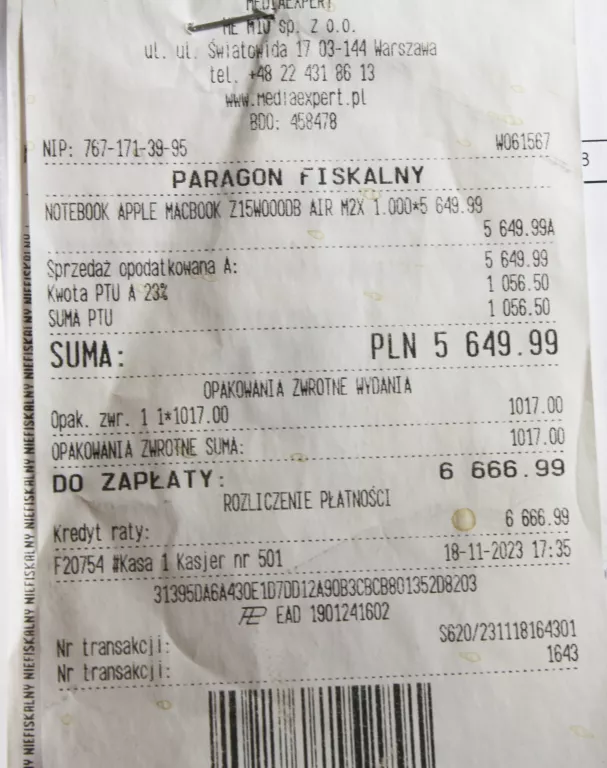 MEDIAEXPERT
ME MTO sp. z o.o.
ul. ul. Światowida 17 03-144 Warszawa
tel. +48 22 431 86 13
www.mediaexpert.pl
BDO: 458478
NIP: 767-171-39-95 W061567
PARAGON FISKALNY
NOTEBOOK APPLE MACBOOK Z15W000DB AIR M2X 1.000*5 649.99
5 649.99A
Sprzedaż opodatkowana A: 5 649.99
Kwota PTU A 23% 1 056.50
SUMA PTU 1 056.50
SUMA: PLN 5 649.99
OPAKOWANIA ZWROTNE WYDANIA
Opak. zwr. 1 1*1017.00 1017.00
OPAKOWANIA ZWROTNE SUMA: 1017.00
DO ZAPŁATY: 6 666.99
ROZLICZENIE PŁATNOŚCI
Kredyt raty: 6 666.99
F20754 #Kasa 1 Kasjer nr 501 18-11-2023 17:35
31395DA6A430E1D7DD12A90B3CBCB801352D8203
EAD 1901241602
Nr transakcji: S620/231118164301
Nr transakcji: 1643
NIEFISKALNY NIEFISKALNY NIEFISKALNY NIEFISKALNY NIEFISKALNY NIEFISKALNY
3